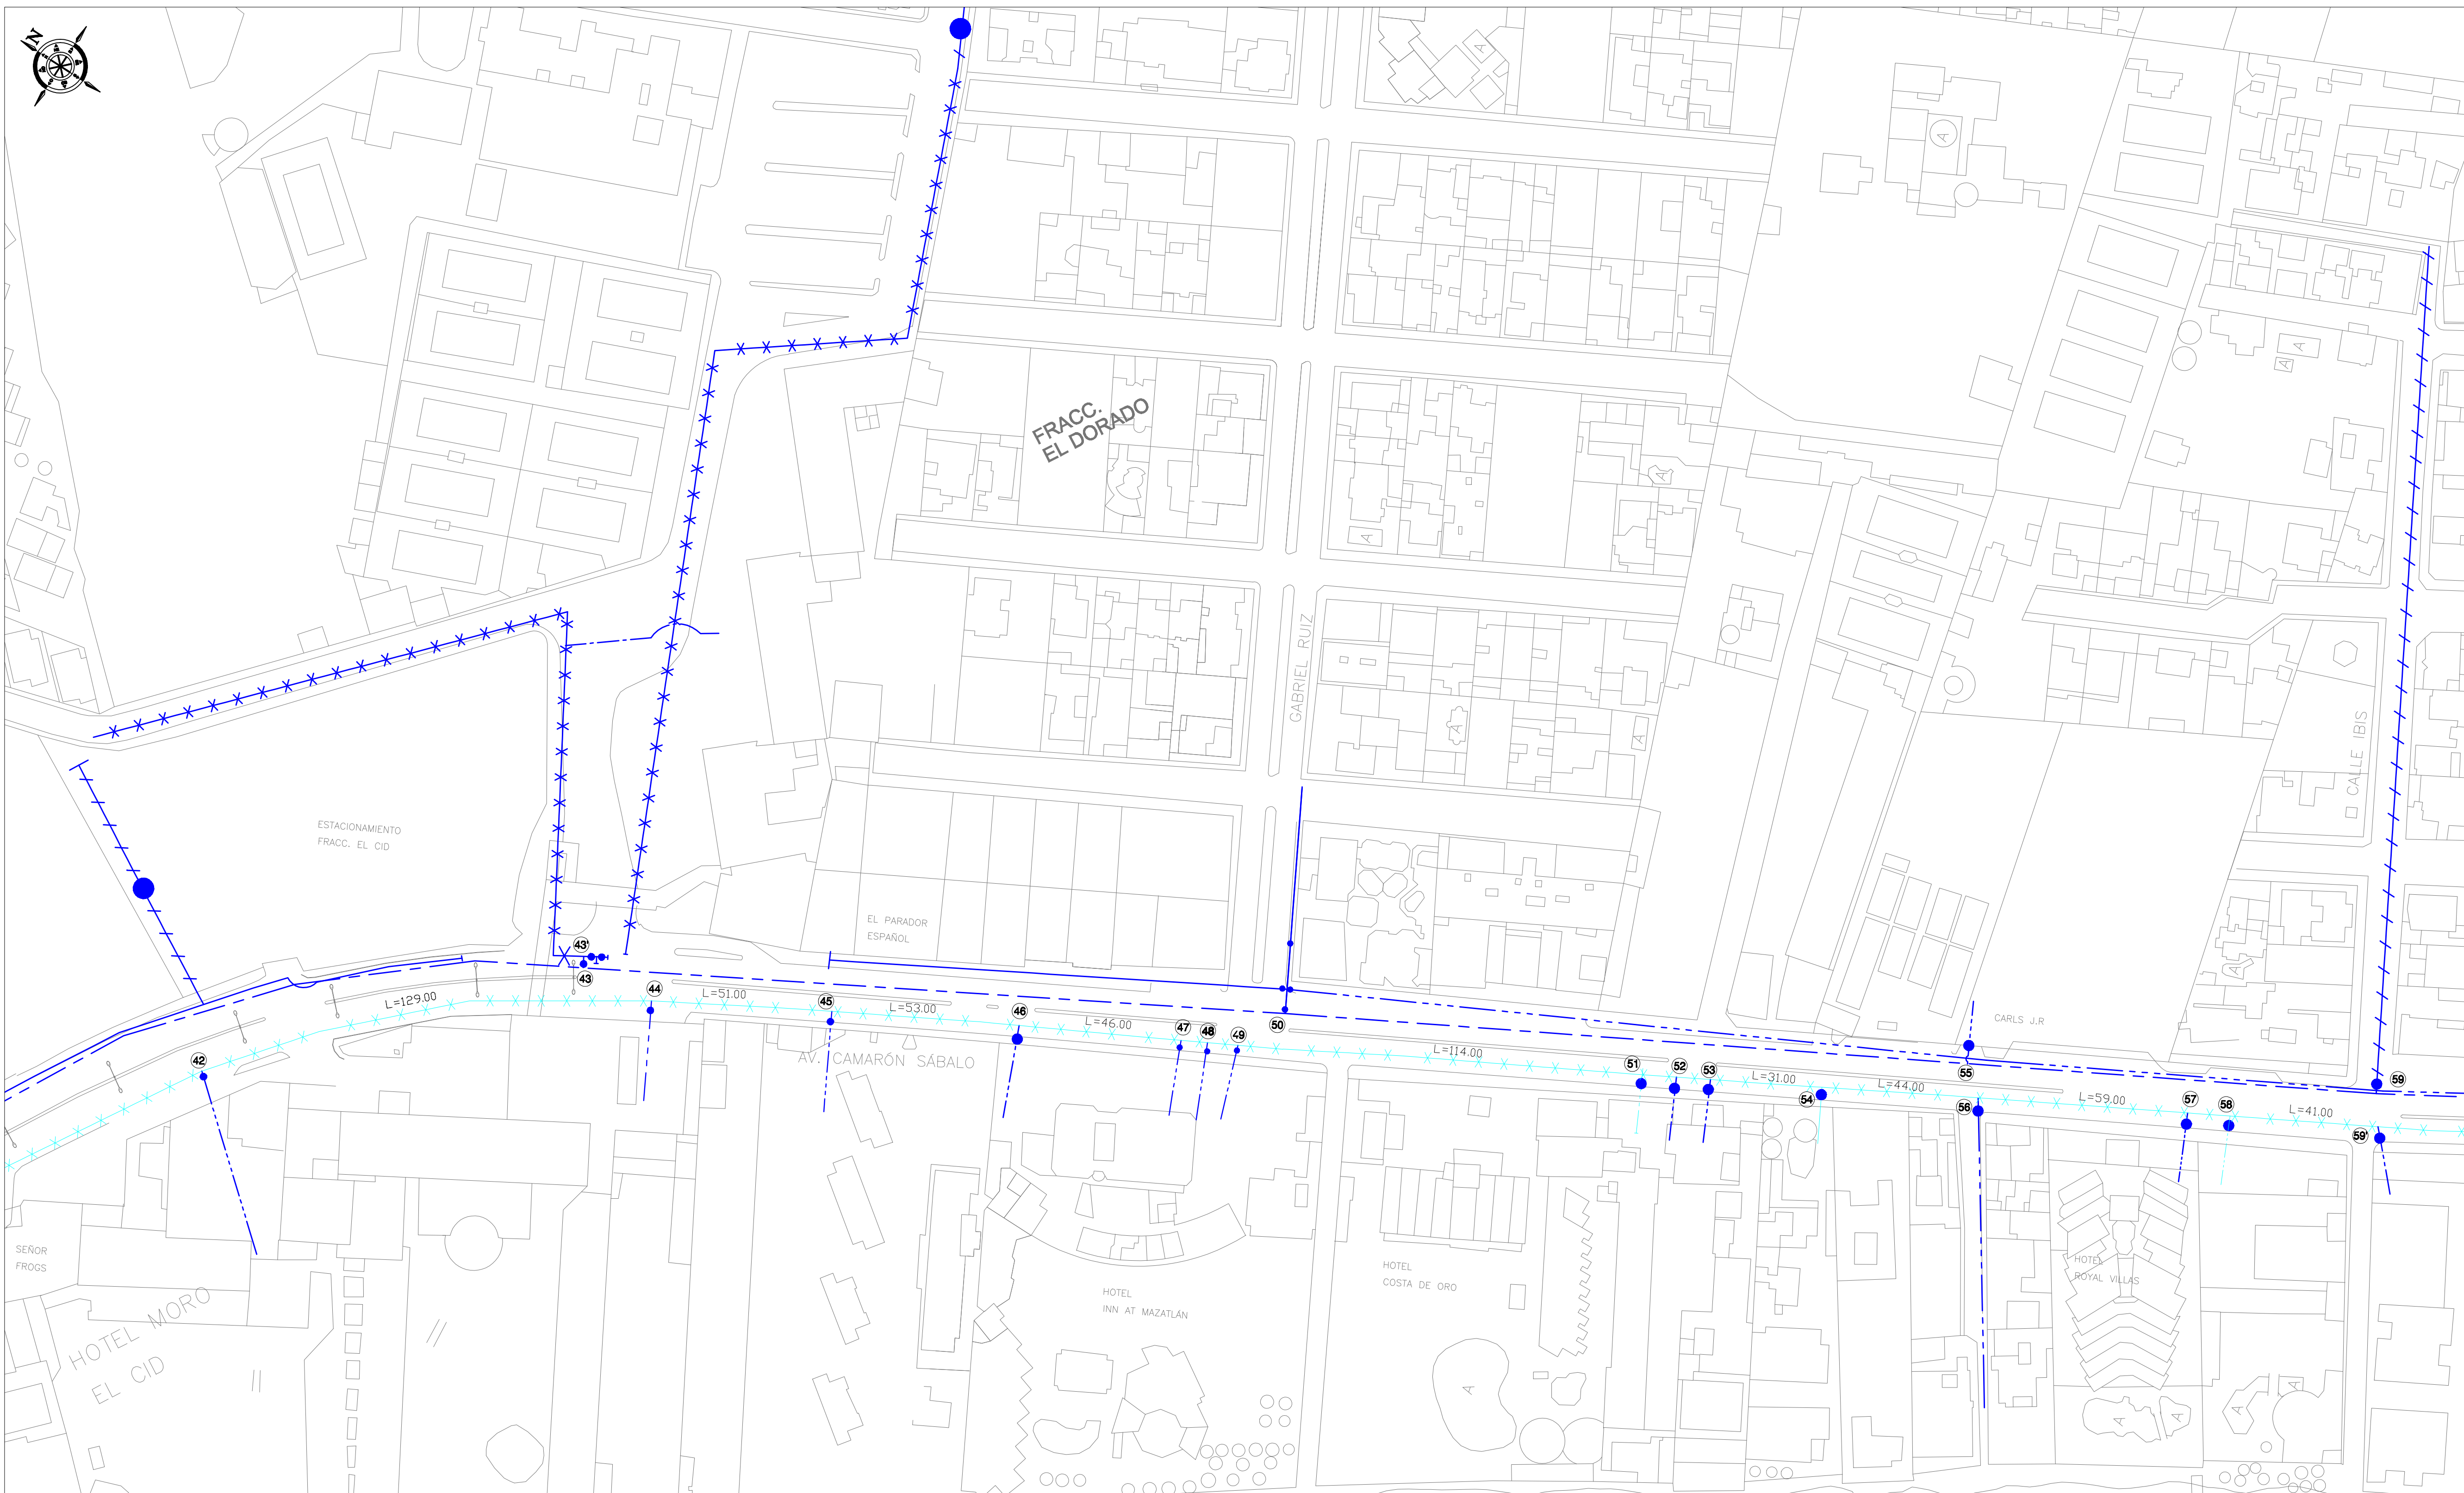 N
A
A
A
A
FRACC.
EL DORADO
A
A
GABRIEL RUIZ
A
A
CALLE IBIS
ESTACIONAMIENTO
FRACC. EL CID
EL PARADOR
ESPAÑOL
43'
43
A
44
L=51.00
L=129.00
45
L=53.00
46
L=46.00
47
48
49
50
L=114.00
CARLS J.R
42
AV. CAMARÓN SÁBALO
51
52
53
L=31.00
54
L=44.00
55
56
L=59.00
57
58
L=41.00
59
59'
SEÑOR
FROGS
HOTEL MORO
EL CID
HOTEL
INN AT MAZATLÁN
HOTEL
COSTA DE ORO
HOTEL
ROYAL VILLAS
A
A
A
A
A